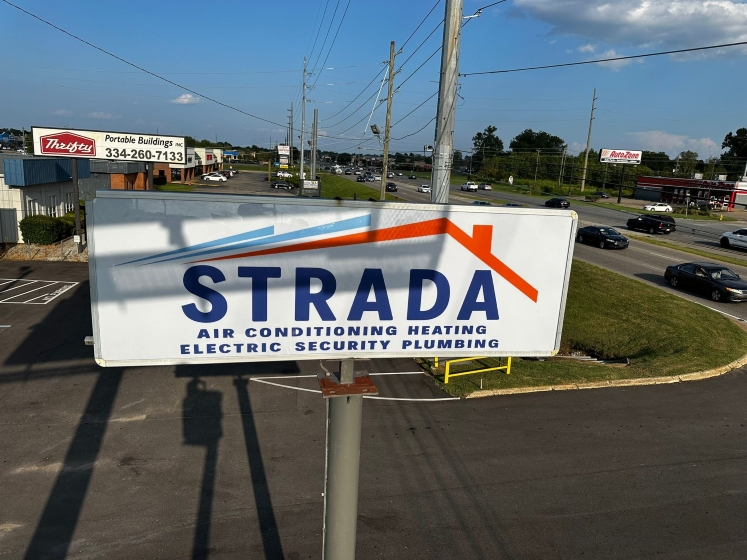 Thrifty
Portable Buildings INC
334-260-7133
AutoZone
STRADA
AIR CONDITIONING HEATING
ELECTRIC SECURITY PLUMBING